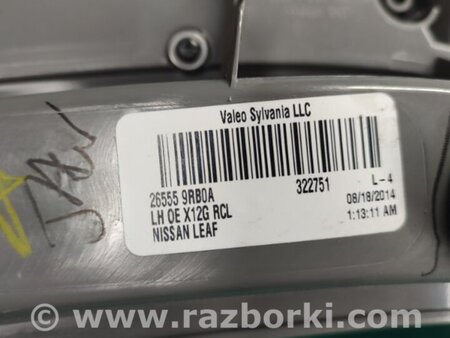 Valeo Sylvania LLC
26555 9RB0A 322751 L-4
LH OE X12G RCL 08/18/2014
NISSAN LEAF 1:13:11 AM
www.razborki.com